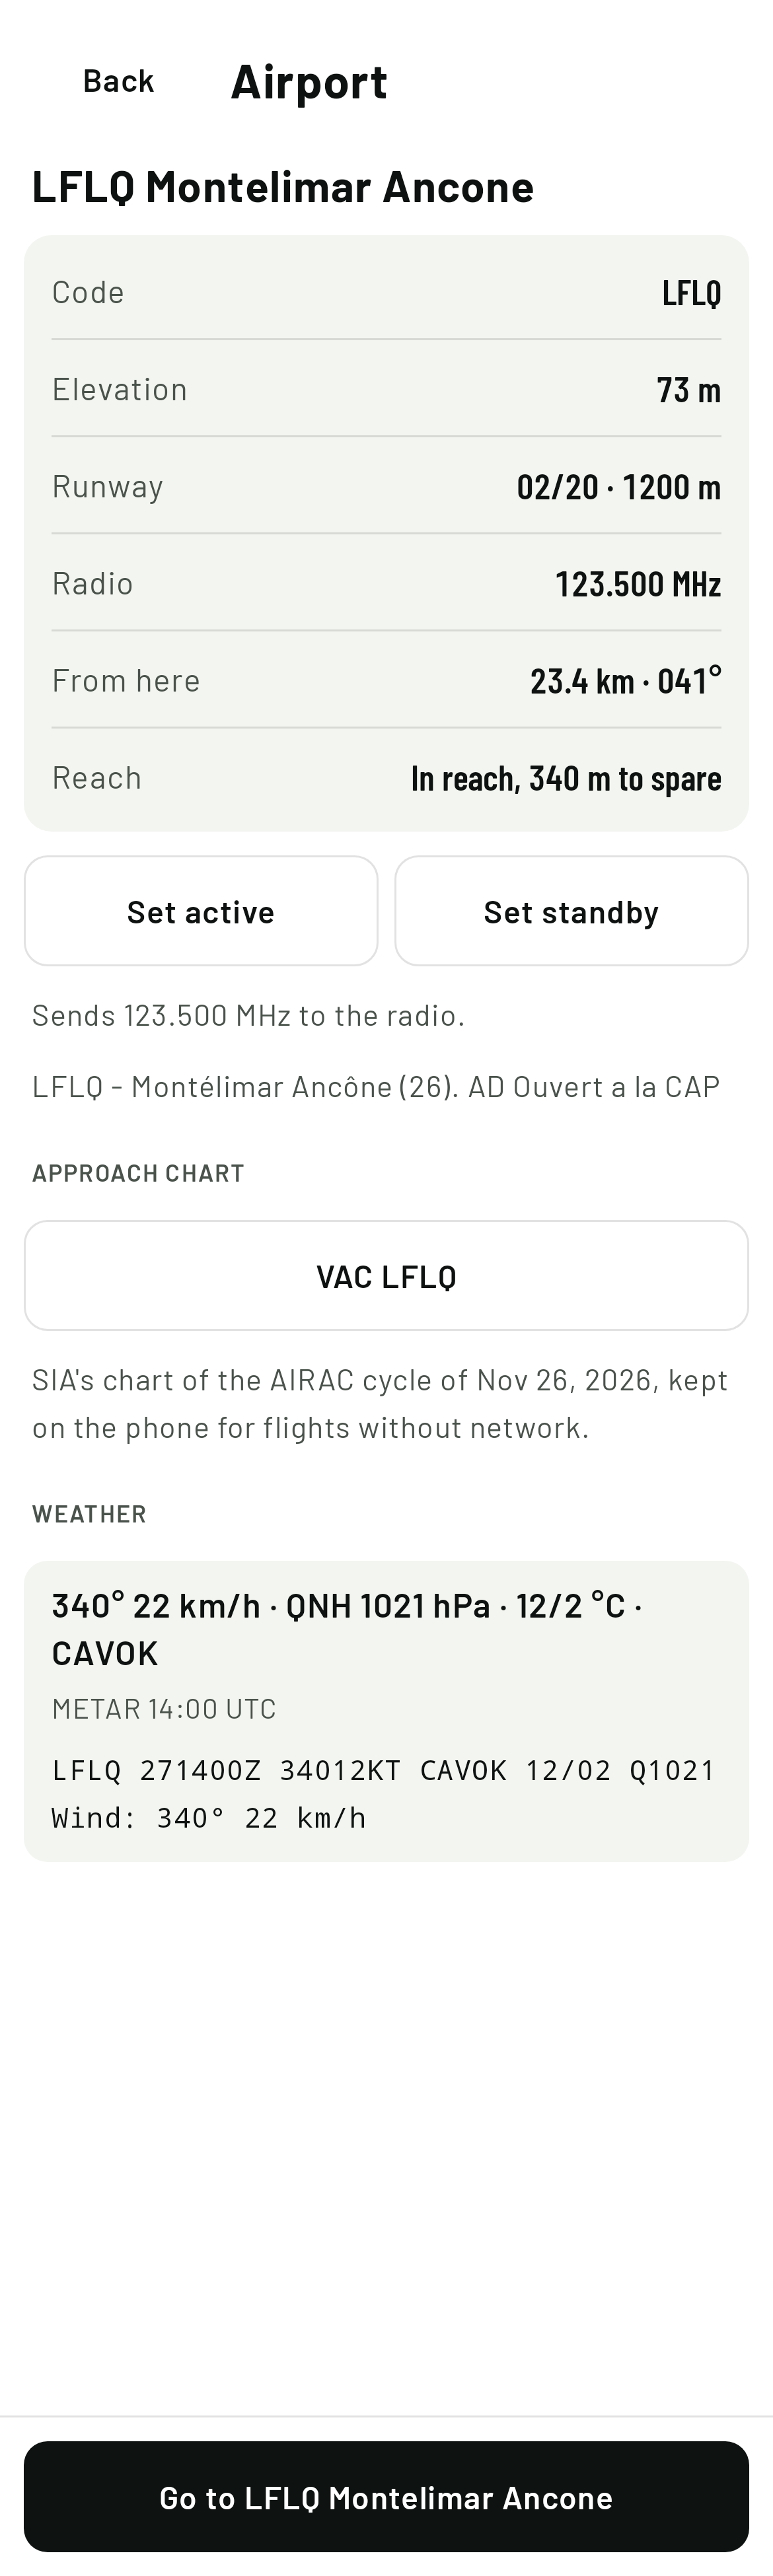 Back Airport
LFLQ Montelimar Ancone
Code LFLQ
Elevation 73 m
Runway 02/20 · 1200 m
Radio 123.500 MHz
From here 23.4 km · 041°
Reach In reach, 340 m to spare
Set active Set standby
Sends 123.500 MHz to the radio.
LFLQ - Montélimar Ancône (26). AD Ouvert a la CAP
APPROACH CHART
VAC LFLQ
SIA's chart of the AIRAC cycle of Nov 26, 2026, kept
on the phone for flights without network.
WEATHER
340° 22 km/h · QNH 1021 hPa · 12/2 °C ·
CAVOK
METAR 14:00 UTC
LFLQ 271400Z 34012KT CAVOK 12/02 Q1021
Wind: 340° 22 km/h
Go to LFLQ Montelimar Ancone